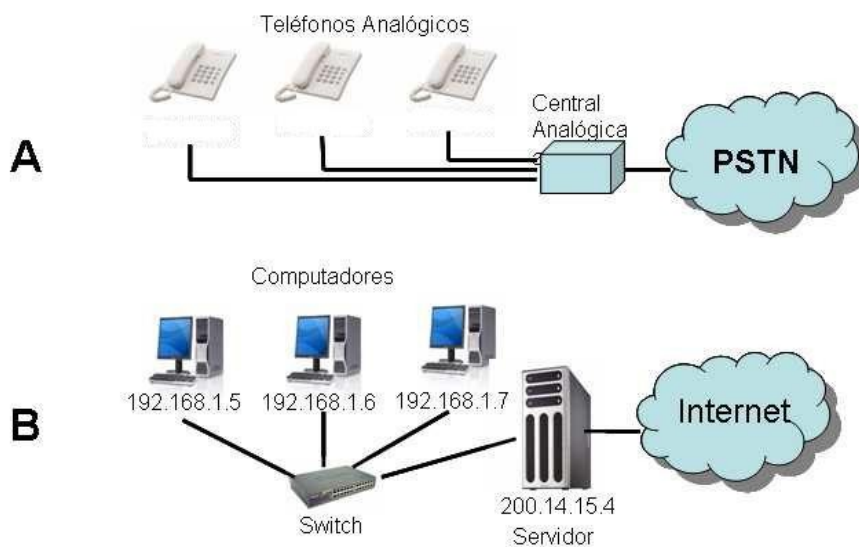 Teléfonos Analógicos
Central
Analógica
A
PSTN
Computadores
192.168.1.5
192.168.1.6
192.168.1.7
B
Internet
Switch
200.14.15.4
Servidor